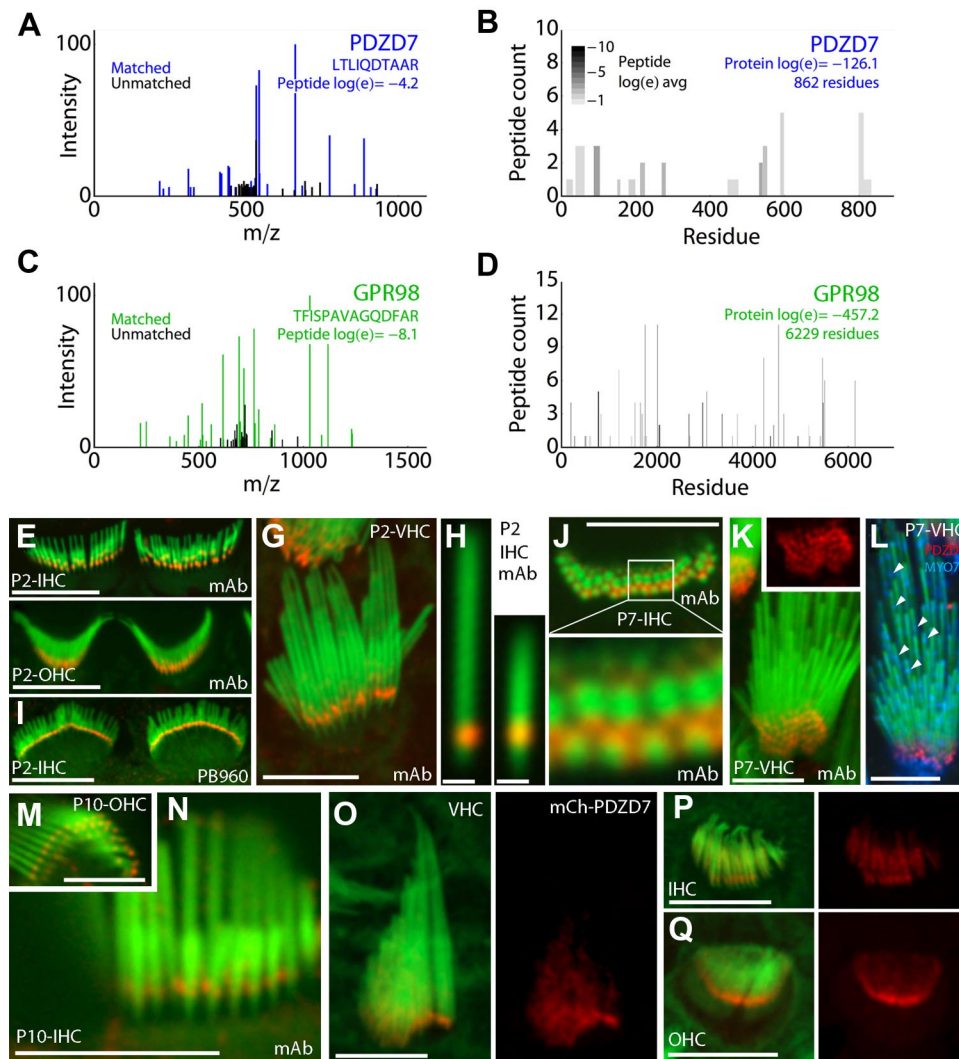 A
100
Intensity
0
0
500
1000
m/z
PDZD7
LTLIQDTAAR
Peptide log(e)= −4.2
Matched
Unmatched
B
10
8
6
4
2
0
Peptide count
−10
−5
−1
Peptide
log(e) avg
PDZD7
Protein log(e)= −126.1
862 residues
0
200
400
600
800
Residue
C
100
Intensity
0
0
500
1000
1500
m/z
GPR98
TFISPAVAGQDFAR
Peptide log(e)= −8.1
Matched
Unmatched
D
15
12
9
6
3
0
Peptide count
GPR98
Protein log(e)= −457.2
6229 residues
0
2000
4000
6000
Residue
E
P2-IHC
mAb
P2-OHC
mAb
I
P2-IHC
PB960
G
P2-VHC
mAb
H
P2
IHC
mAb
J
mAb
P7-IHC
mAb
K
P7-VHC
mAb
L
P7-VHC
M
P10-OHC
N
P10-IHC
mAb
O
VHC
mCh-PDZD7
P
IHC
Q
OHC